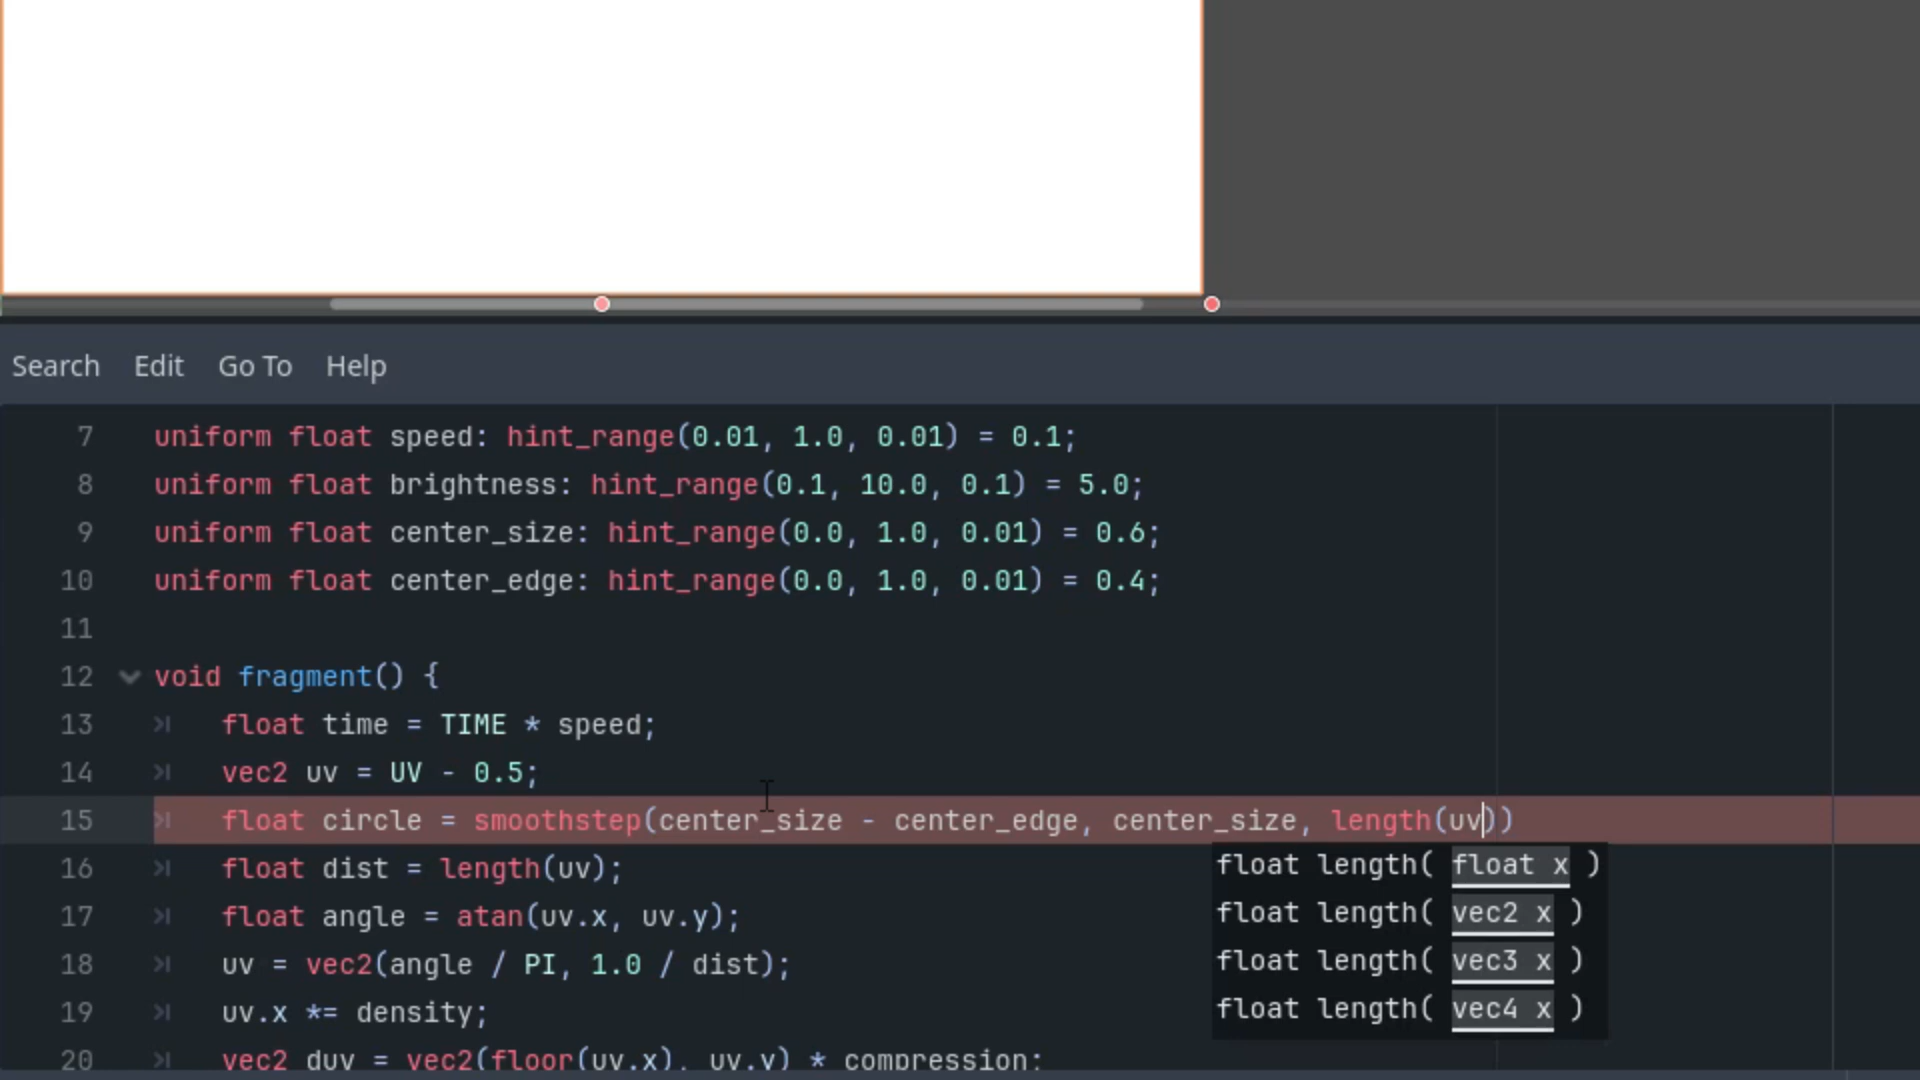 Search Edit Go To Help
7 uniform float speed: hint_range(0.01, 1.0, 0.01) = 0.1;
8 uniform float brightness: hint_range(0.1, 10.0, 0.1) = 5.0;
9 uniform float center_size: hint_range(0.0, 1.0, 0.01) = 0.6;
10 uniform float center_edge: hint_range(0.0, 1.0, 0.01) = 0.4;
11
12 void fragment() {
13 float time = TIME * speed;
14 vec2 uv = UV - 0.5;
15 float circle = smoothstep(center_size - center_edge, center_size, length(uv))
16 float dist = length(uv);
17 float angle = atan(uv.x, uv.y);
18 uv = vec2(angle / PI, 1.0 / dist);
19 uv.x *= density;
20 vec2 duv = vec2(floor(uv.x), uv.y) * compression;
float length( float x )
float length( vec2 x )
float length( vec3 x )
float length( vec4 x )